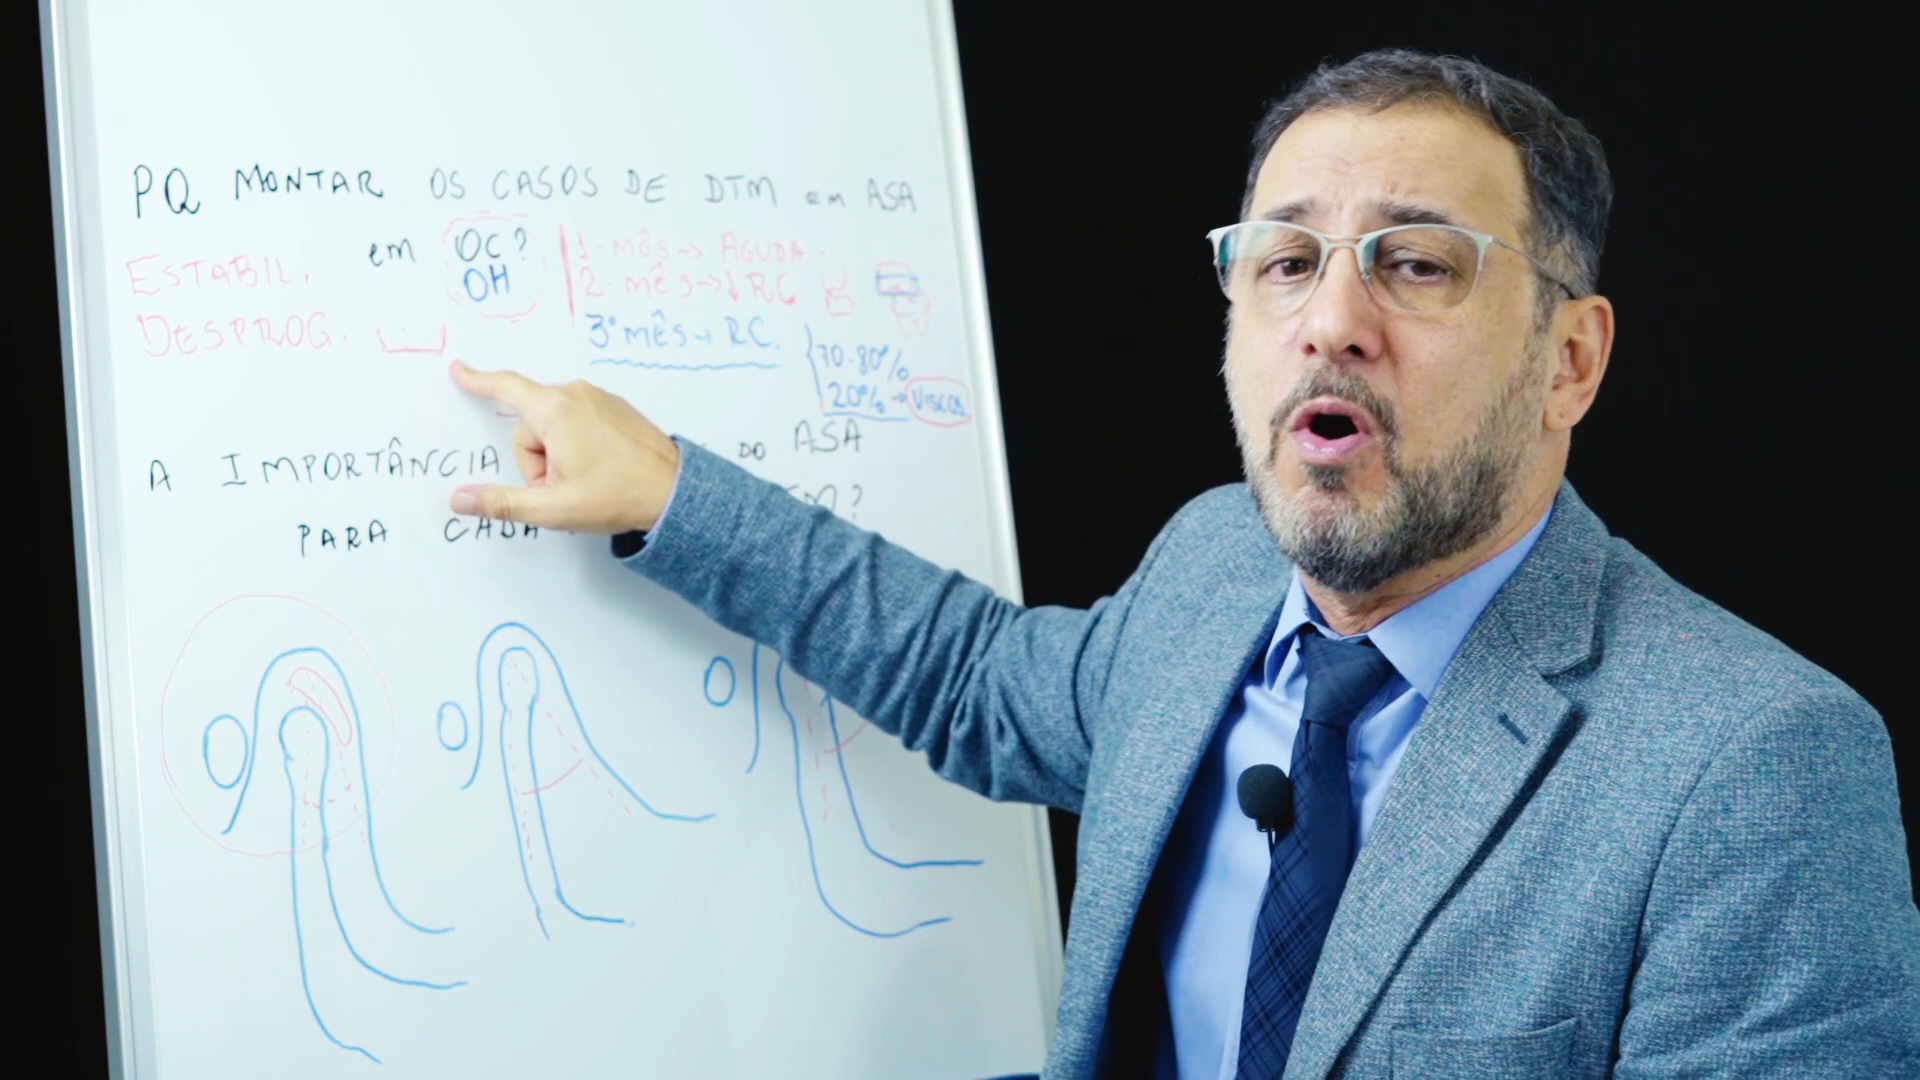 PQ MONTAR OS CASOS DE DTM em ASA
em OC?
OH
ESTABIL.
DESPROG.
1- mês → AGUDA.
2- mês → ↓ RC
3° mês → RC.
70-80%
20% → VISCOS
A IMPORTÂNCIA DO ASA
PARA CADA